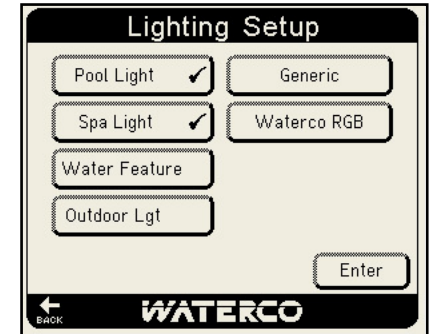 Lighting Setup
Pool Light ✓
Generic
Spa Light ✓
Waterco RGB
Water Feature
Outdoor Lgt
Enter
BACK
WATERCO